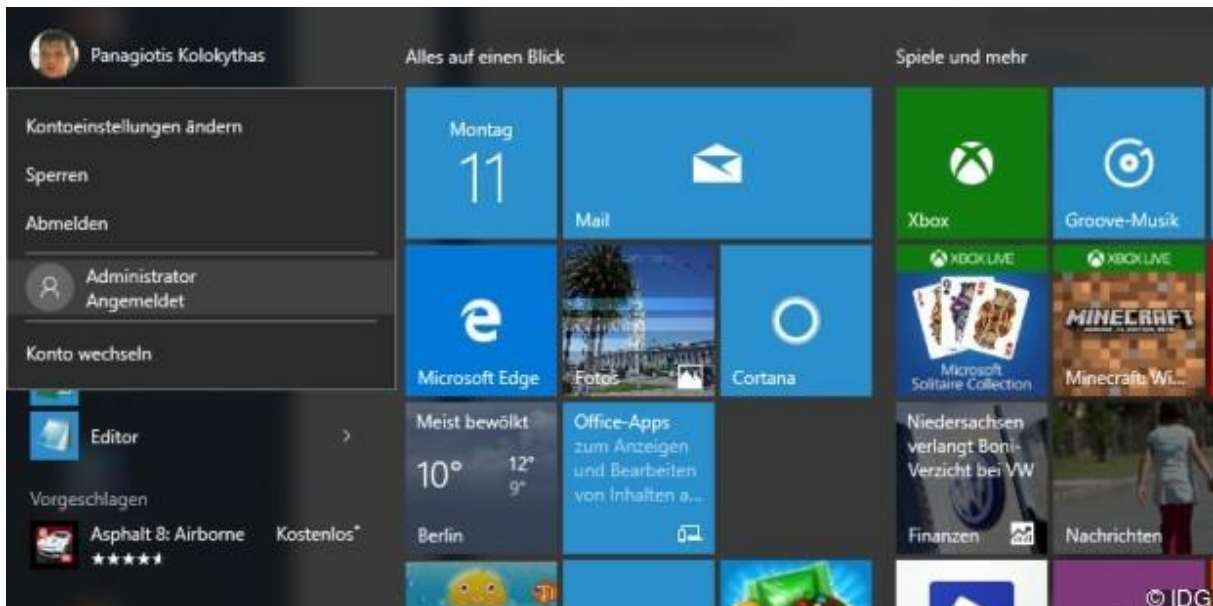 Panagiotis Kolokythas
Kontoeinstellungen ändern
Sperren
Abmelden
Administrator
Angemeldet
Konto wechseln
Editor
Vorgeschlagen
Asphalt 8: Airborne
Kostenlos*
Alles auf einen Blick
Montag
11
Mail
Microsoft Edge
Fotos
Cortana
Meist bewölkt
10°
12°
9°
Berlin
Office-Apps
zum Anzeigen
und Bearbeiten
von Inhalten a...
Spiele und mehr
Xbox
Groove-Musik
XBOX LIVE
Microsoft
Solitaire Collection
XBOX LIVE
MINECRAFT
Minecraft: Wi...
Niedersachsen
verlangt Boni-
Verzicht bei VW
Finanzen
Nachrichten
© IDG